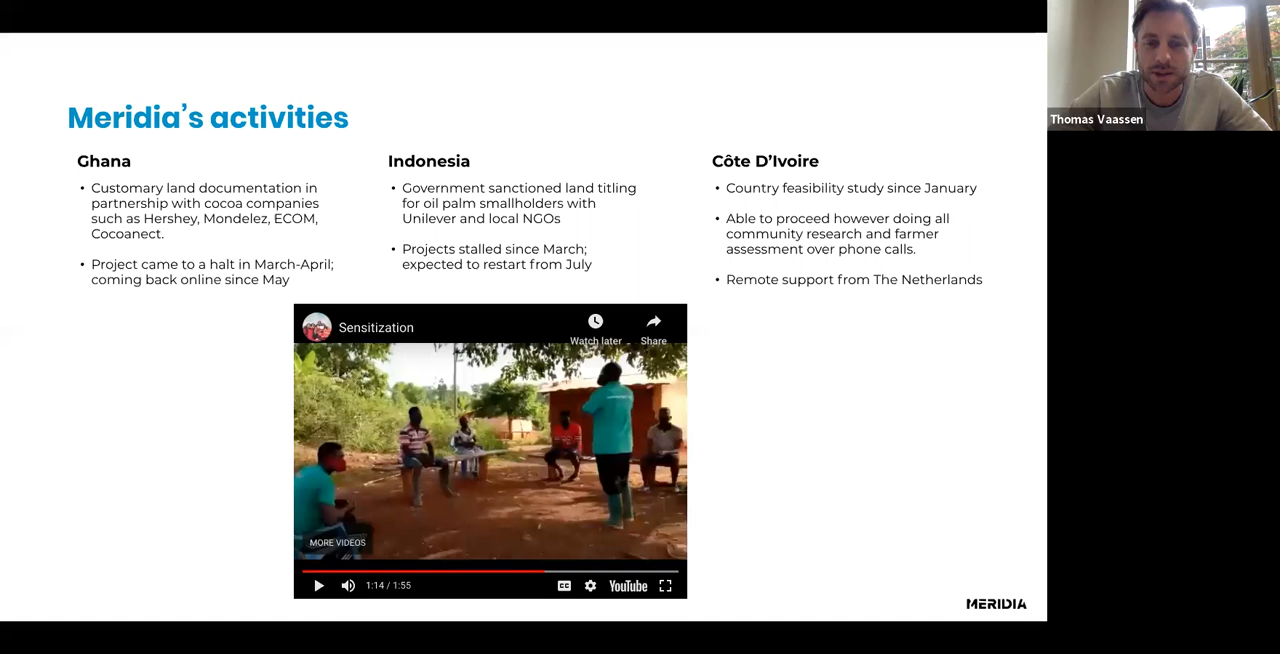 Meridia's activities
Ghana
• Customary land documentation in
partnership with cocoa companies
such as Hershey, Mondelez, ECOM,
Cocoanect.
• Project came to a halt in March-April;
coming back online since May
Indonesia
• Government sanctioned land titling
for oil palm smallholders with
Unilever and local NGOs
• Projects stalled since March;
expected to restart from July
Côte D'Ivoire
• Country feasibility study since January
• Able to proceed however doing all
community research and farmer
assessment over phone calls.
• Remote support from The Netherlands
Sensitization
Watch later
Share
MORE VIDEOS
1:14 / 1:55
CC
YouTube
MERIDIA
Thomas Vaassen